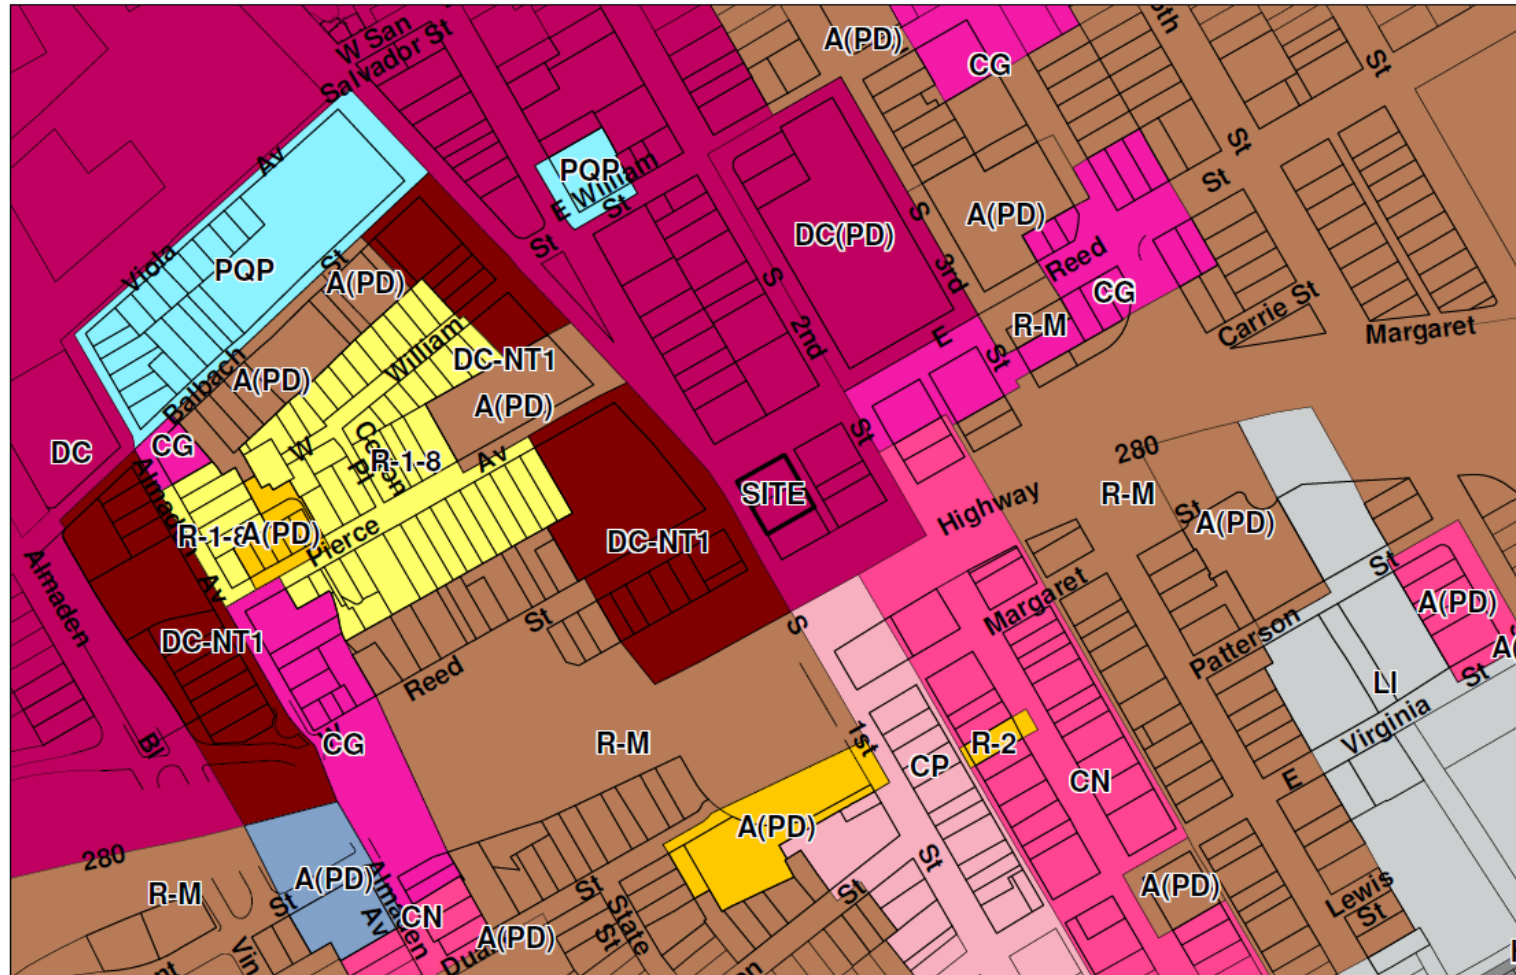 W San
Salvador St
A(PD)
CG
St
PQP
E William
St
Av
Viola
PQP
St
A(PD)
St
S
2nd
DC(PD)
S
3rd
A(PD)
St
St
Reed
CG
R-M
Carrie St
Margaret
E
St
Balbach
A(PD)
William
DC-NT1
A(PD)
DC
CG
W
Pl
R-1-8
Av
St
SITE
280
Highway
R-M
St
A(PD)
Almaden
R-1-8
A(PD)
Pierce
DC-NT1
Av
Almaden
Bl
DC-NT1
St
Reed
S
1st
St
Margaret
St
Patterson
A(PD)
St
LI
Virginia
E
CG
R-M
R-2
CP
CN
A(PD)
280
R-M
A(PD)
St
Almaden
Av
CN
A(PD)
St
State
St
St
St
A(PD)
Lewis
St